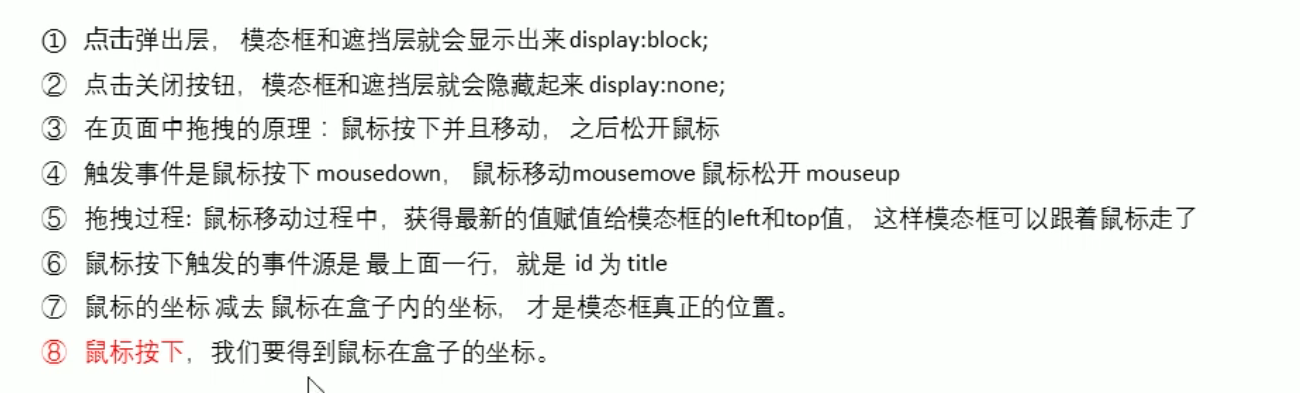 ① 点击弹出层， 模态框和遮挡层就会显示出来 display:block;
② 点击关闭按钮，模态框和遮挡层就会隐藏起来 display:none;
③ 在页面中拖拽的原理： 鼠标按下并且移动， 之后松开鼠标
④ 触发事件是鼠标按下 mousedown， 鼠标移动mousemove 鼠标松开 mouseup
⑤ 拖拽过程: 鼠标移动过程中，获得最新的值赋值给模态框的left和top值， 这样模态框可以跟着鼠标走了
⑥ 鼠标按下触发的事件源是 最上面一行，就是 id 为 title
⑦ 鼠标的坐标 减去 鼠标在盒子内的坐标， 才是模态框真正的位置。
⑧ 鼠标按下，我们要得到鼠标在盒子的坐标。